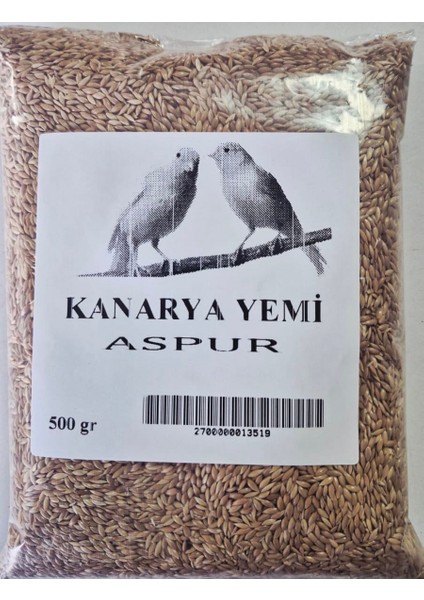 KANARYA YEMİ
ASPUR
500 gr
2700000013519